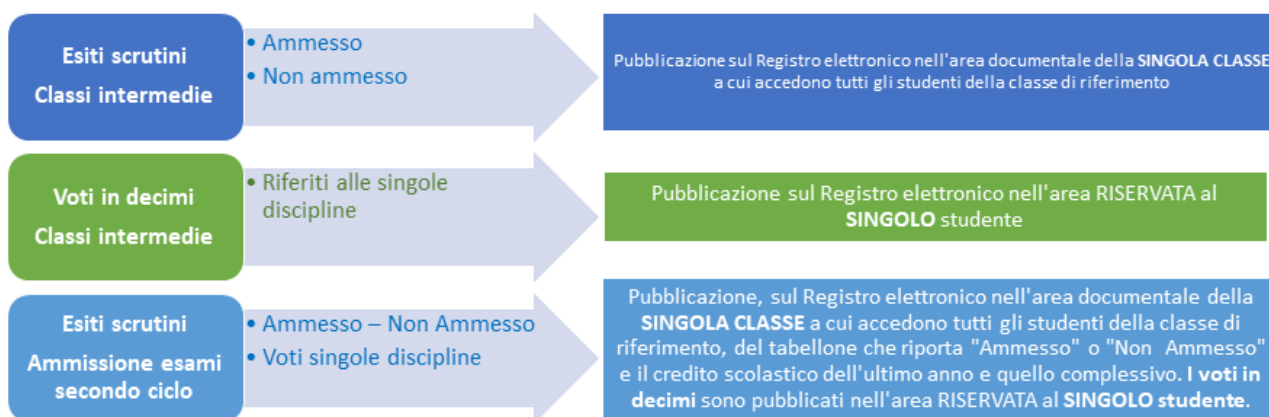 Esiti scrutini
Classi intermedie
• Ammesso
• Non ammesso
Pubblicazione sul Registro elettronico nell'area documentale della SINGOLA CLASSE
a cui accedono tutti gli studenti della classe di riferimento
Voti in decimi
Classi intermedie
• Riferiti alle singole
discipline
Pubblicazione sul Registro elettronico nell'area RISERVATA al
SINGOLO studente
Esiti scrutini
Ammissione esami
secondo ciclo
• Ammesso – Non Ammesso
• Voti singole discipline
Pubblicazione, sul Registro elettronico nell'area documentale della
SINGOLA CLASSE a cui accedono tutti gli studenti della classe di
riferimento, del tabellone che riporta "Ammesso" o "Non Ammesso"
e il credito scolastico dell'ultimo anno e quello complessivo. I voti in
decimi sono pubblicati nell'area RISERVATA al SINGOLO studente.